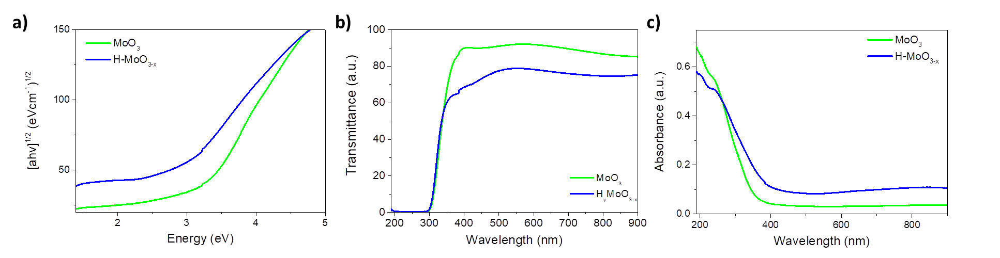 a)
150
100
50
2
3
4
5
[ahv]1/2 (eVcm-1)1/2
Energy (eV)
MoO3
H-MoO3-x
b)
100
80
60
40
20
0
200 300 400 500 600 700 800 900
Transmittance (a.u.)
Wavelength (nm)
MoO3
HyMoO3-x
c)
0.6
0.4
0.2
0.0
200
400
600
800
Absorbance (a.u.)
Wavelength (nm)
MoO3
H-MoO3-x